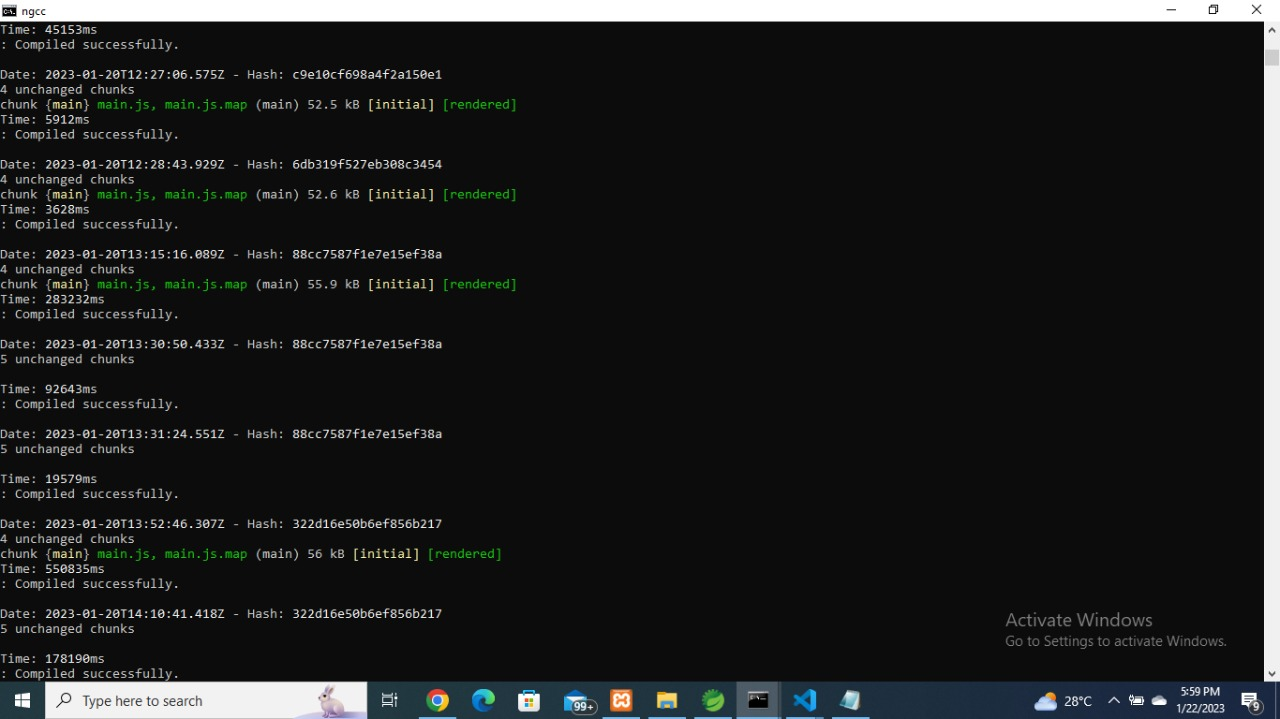 ngcc
Time: 45153ms
: Compiled successfully.
Date: 2023-01-20T12:27:06.575Z - Hash: c9e10cf698a4f2a150e1
4 unchanged chunks
chunk {main} main.js, main.js.map (main) 52.5 kB [initial] [rendered]
Time: 5912ms
: Compiled successfully.
Date: 2023-01-20T12:28:43.929Z - Hash: 6db319f527eb308c3454
4 unchanged chunks
chunk {main} main.js, main.js.map (main) 52.6 kB [initial] [rendered]
Time: 3628ms
: Compiled successfully.
Date: 2023-01-20T13:15:16.089Z - Hash: 88cc7587f1e7e15ef38a
4 unchanged chunks
chunk {main} main.js, main.js.map (main) 55.9 kB [initial] [rendered]
Time: 283232ms
: Compiled successfully.
Date: 2023-01-20T13:30:50.433Z - Hash: 88cc7587f1e7e15ef38a
5 unchanged chunks
Time: 92643ms
: Compiled successfully.
Date: 2023-01-20T13:31:24.551Z - Hash: 88cc7587f1e7e15ef38a
5 unchanged chunks
Time: 19579ms
: Compiled successfully.
Date: 2023-01-20T13:52:46.307Z - Hash: 322d16e50b6ef856b217
4 unchanged chunks
chunk {main} main.js, main.js.map (main) 56 kB [initial] [rendered]
Time: 550835ms
: Compiled successfully.
Date: 2023-01-20T14:10:41.418Z - Hash: 322d16e50b6ef856b217
5 unchanged chunks
Time: 178190ms
: Compiled successfully.
Activate Windows
Go to Settings to activate Windows.
Type here to search
99+
28°C
5:59 PM
1/22/2023
9